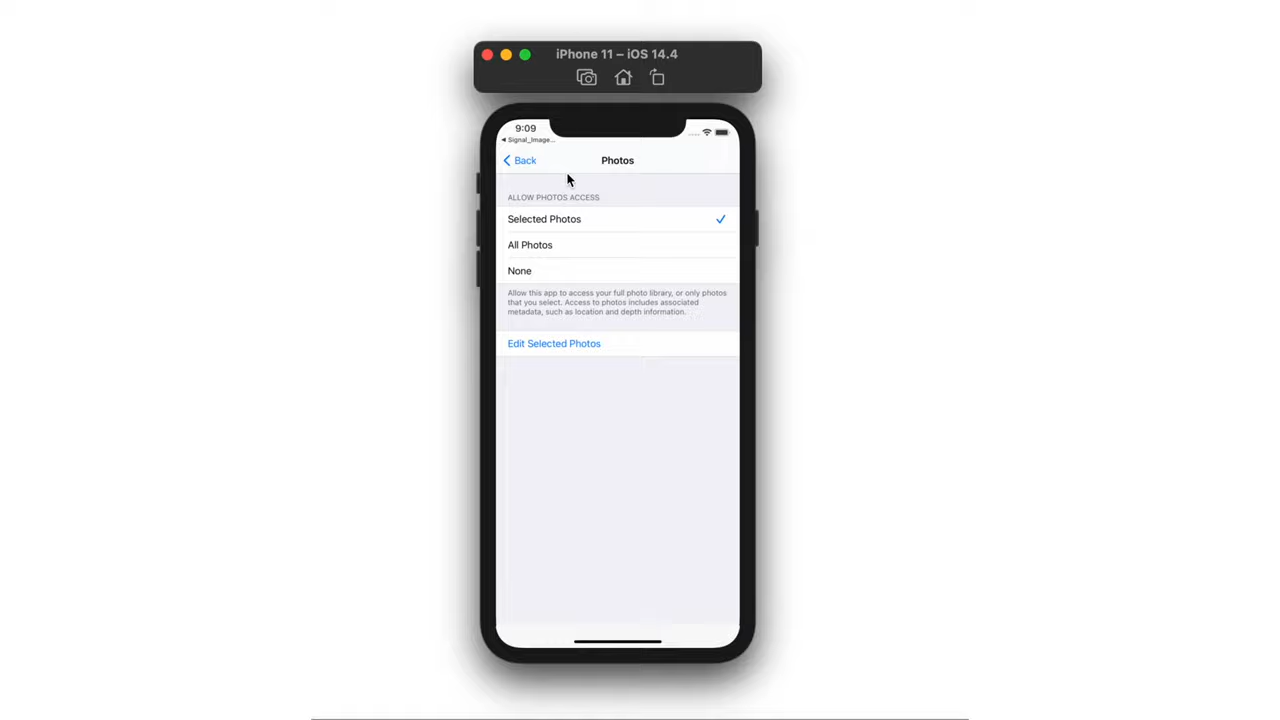 iPhone 11 – iOS 14.4
9:09
Signal_Image...
Back
Photos
ALLOW PHOTOS ACCESS
Selected Photos
All Photos
None
Allow this app to access your full photo library, or only photos
that you select. Access to photos includes associated
metadata, such as location and depth information.
Edit Selected Photos